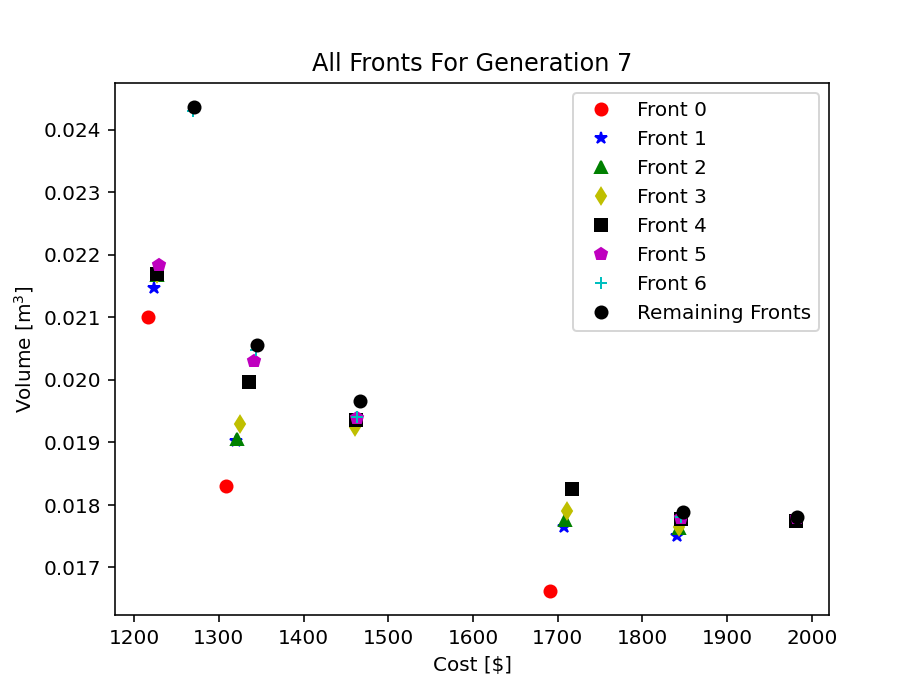 All Fronts For Generation 7
Front 0
Front 1
Front 2
Front 3
Front 4
Front 5
Front 6
Remaining Fronts
0.024
0.023
0.022
0.021
0.020
0.019
0.018
0.017
Volume [m³]
1200 1300 1400 1500 1600 1700 1800 1900 2000
Cost [$]